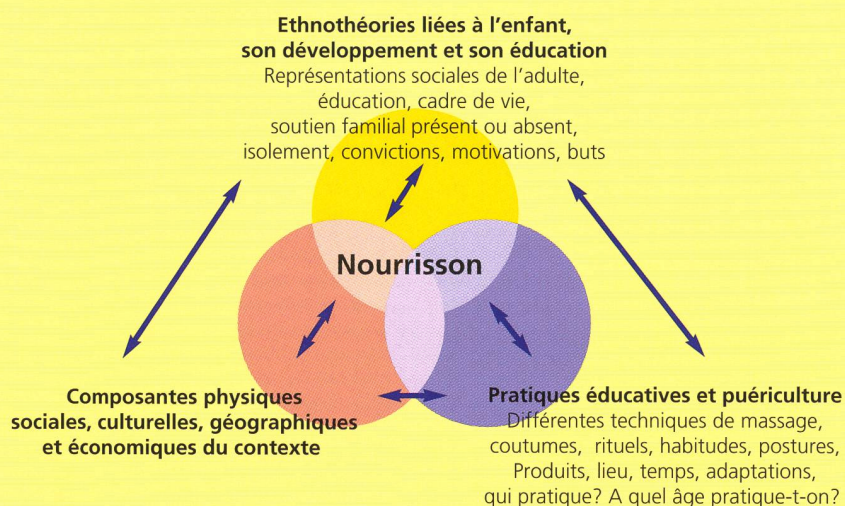 Ethnothéories liées à l’enfant,
son développement et son éducation
Représentations sociales de l’adulte,
éducation, cadre de vie,
soutien familial présent ou absent,
isolement, convictions, motivations, buts
Nourrisson
Composantes physiques
sociales, culturelles, géographiques
et économiques du contexte
Pratiques éducatives et puériculture
Différentes techniques de massage,
coutumes, rituels, habitudes, postures,
Produits, lieu, temps, adaptations,
qui pratique? A quel âge pratique-t-on?